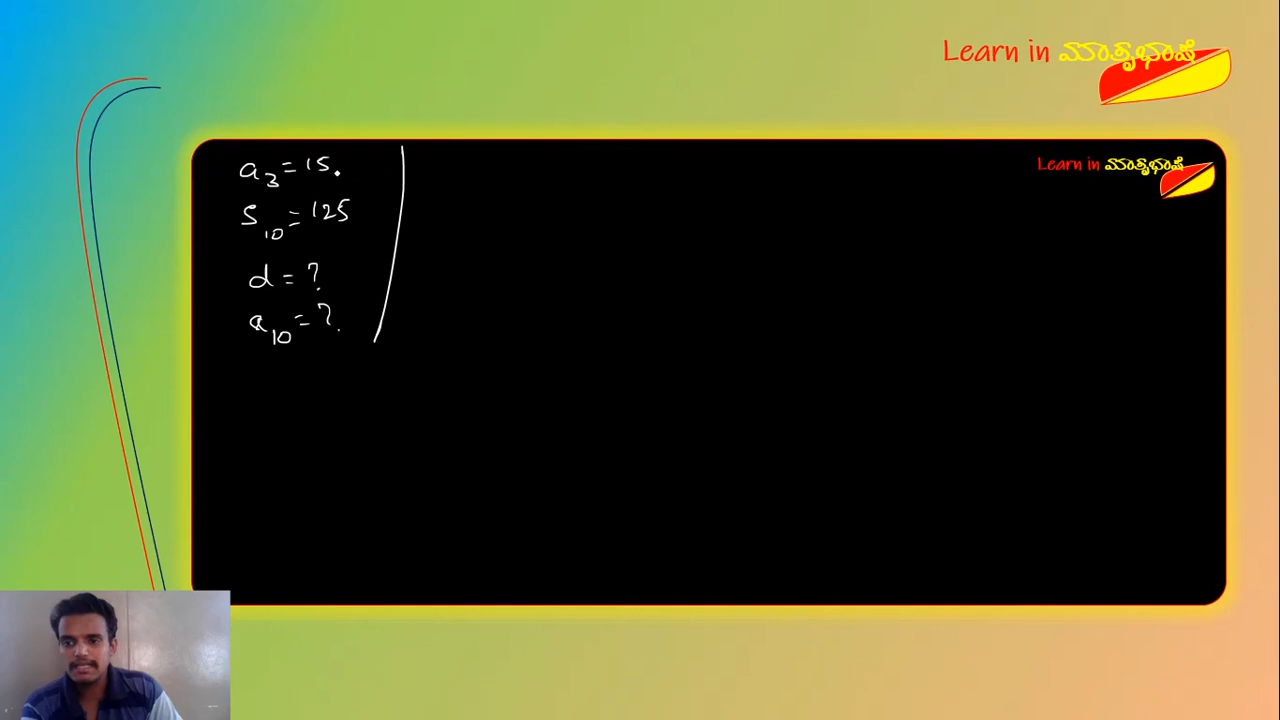 Learn in ಮಾತೃಭಾಷೆ
Learn in ಮಾತೃಭಾಷೆ
a₃ = 15.
S₁₀ = 125
d = ?
a₁₀ = ?.